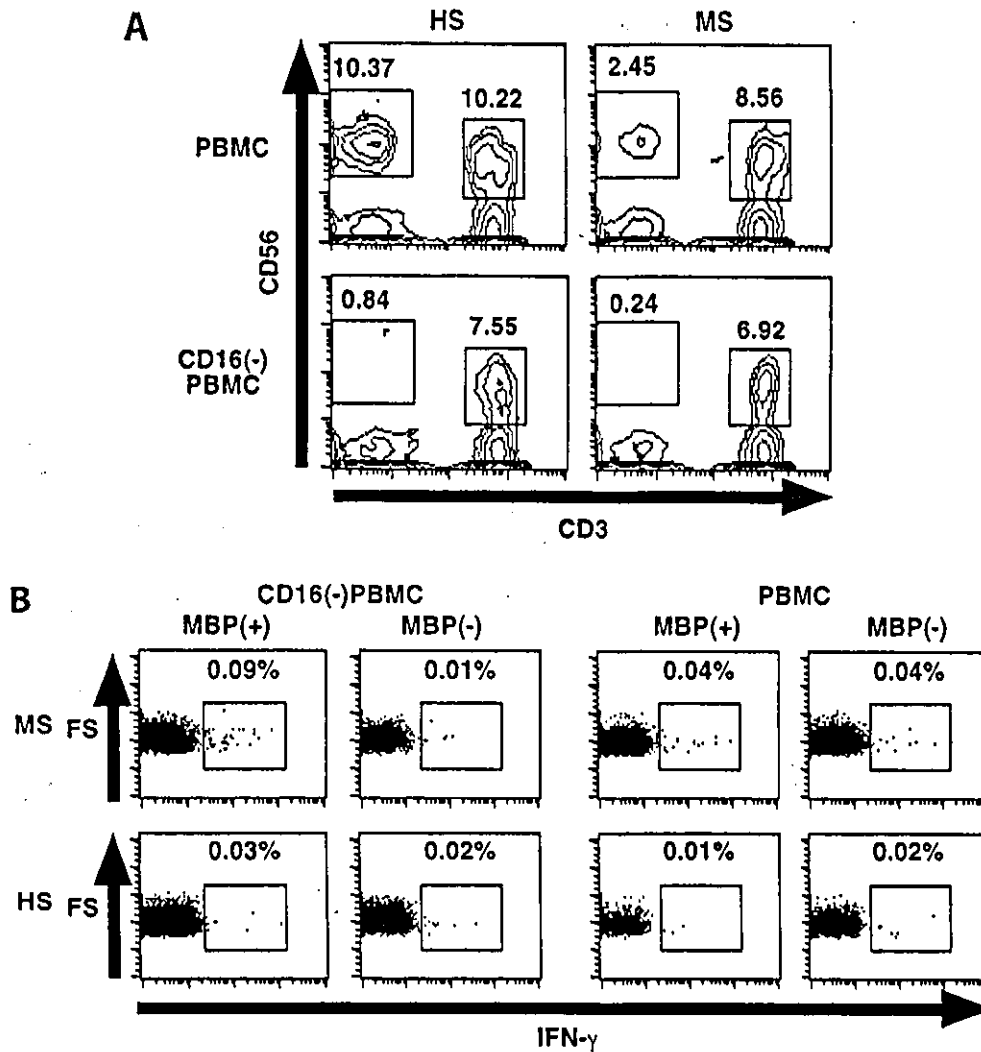 A
HS MS
10.37 10.22 2.45 8.56
PBMC
CD56
0.84 7.55 0.24 6.92
CD16(-)
PBMC
CD3
B
CD16(-)PBMC PBMC
MBP(+) MBP(-) MBP(+) MBP(-)
0.09% 0.01% 0.04% 0.04%
MS FS
0.03% 0.02% 0.01% 0.02%
HS FS
IFN-γ